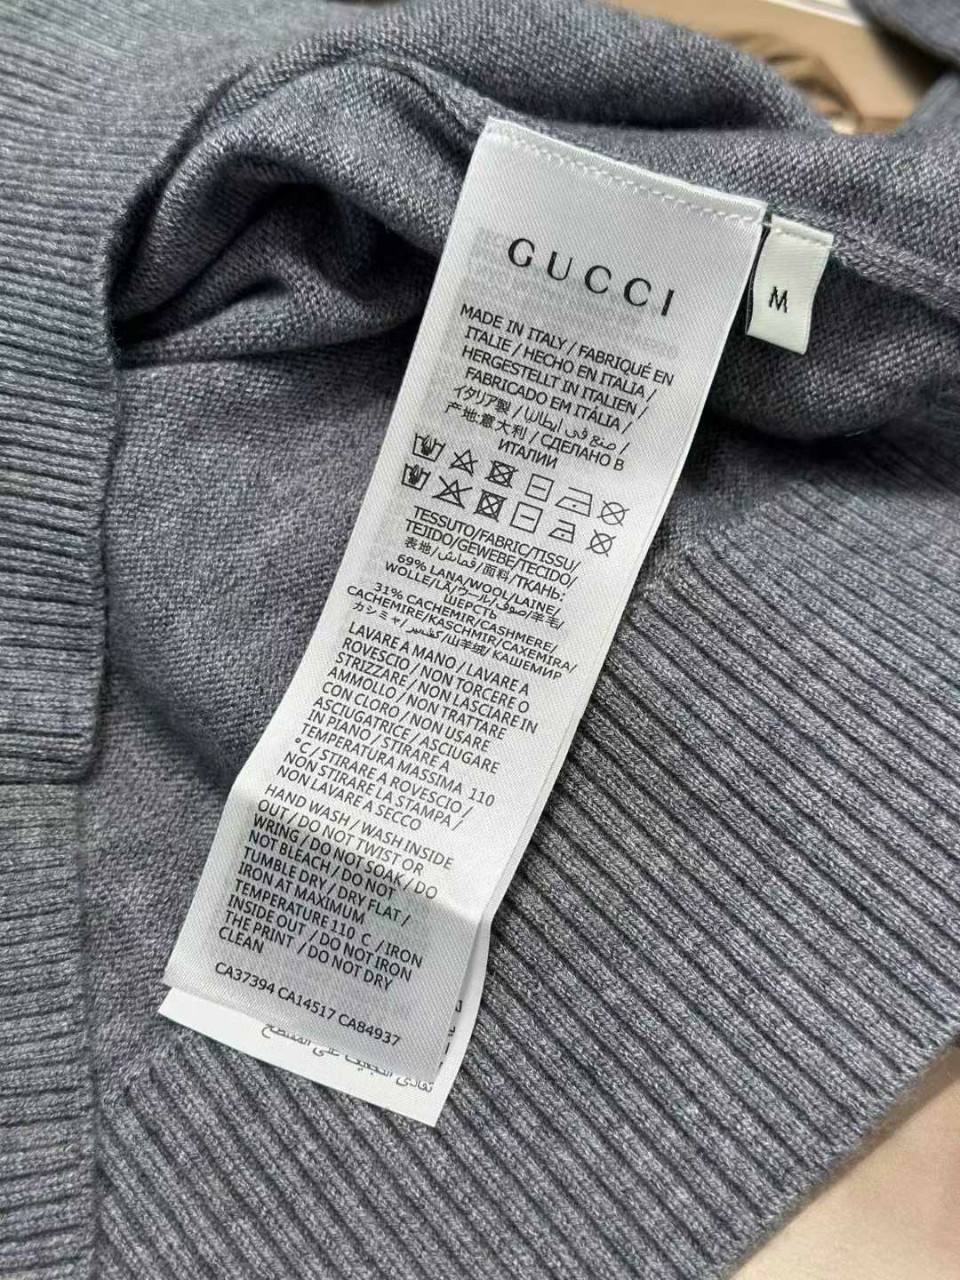 GUCCI
M
MADE IN ITALY / FABRIQUÉ EN
ITALIE / HECHO EN ITALIA /
HERGESTELLT IN ITALIEN /
FABRICADO EM ITÁLIA /
イタリア製 / صنع في إيطاليا /
产地:意大利 / СДЕЛАНО В
ИТАЛИИ
TESSUTO/FABRIC/TISSU/
TEJIDO/GEWEBE/TECIDO/
表地/قماش/面料/ТКАНЬ:
69% LANA/WOOL/LAINE/
WOLLE/LÃ/ウール/صوف/羊毛/
ШЕРСТЬ
31% CACHEMIR/CASHMERE/
CACHEMIRE/KASCHMIR/CAXEMIRA/
カシミヤ/كشمير/山羊绒/КАШЕМИР
LAVARE A MANO / LAVARE A
ROVESCIO / NON TORCERE O
STRIZZARE / NON LASCIARE IN
AMMOLLO / NON TRATTARE
CON CLORO / NON USARE
ASCIUGATRICE / ASCIUGARE
IN PIANO / STIRARE A
TEMPERATURA MASSIMA 110
°C / STIRARE A ROVESCIO /
NON STIRARE LA STAMPA /
NON LAVARE A SECCO
HAND WASH / WASH INSIDE
OUT / DO NOT TWIST OR
WRING / DO NOT SOAK / DO
NOT BLEACH / DO NOT
TUMBLE DRY / DRY FLAT /
IRON AT MAXIMUM
TEMPERATURE 110 C / IRON
INSIDE OUT / DO NOT IRON
THE PRINT / DO NOT DRY
CLEAN
CA37394 CA14517 CA84937